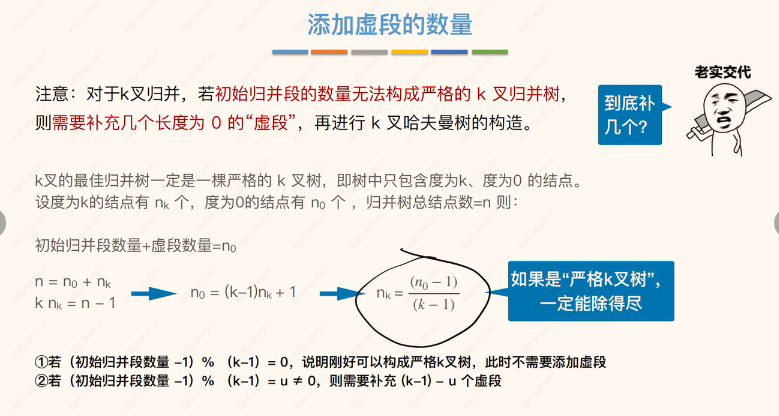 添加虚段的数量
注意：对于k叉归并，若初始归并段的数量无法构成严格的 k 叉归并树，
则需要补充几个长度为 0 的“虚段”，再进行 k 叉哈夫曼树的构造。
到底补
几个？
老实交代
k叉的最佳归并树一定是一棵严格的 k 叉树，即树中只包含度为k、度为0 的结点。
设度为k的结点有 nk 个，度为0的结点有 n0 个 ，归并树总结点数=n 则：
初始归并段数量+虚段数量=n0
n = n0 + nk
k nk = n − 1
n0 = (k−1)nk + 1
nk = (n0 − 1) / (k − 1)
如果是“严格k叉树”，
一定能除得尽
①若（初始归并段数量 −1）% （k−1）= 0，说明刚好可以构成严格k叉树，此时不需要添加虚段
②若（初始归并段数量 −1）% （k−1）= u ≠ 0，则需要补充 (k−1) − u 个虚段